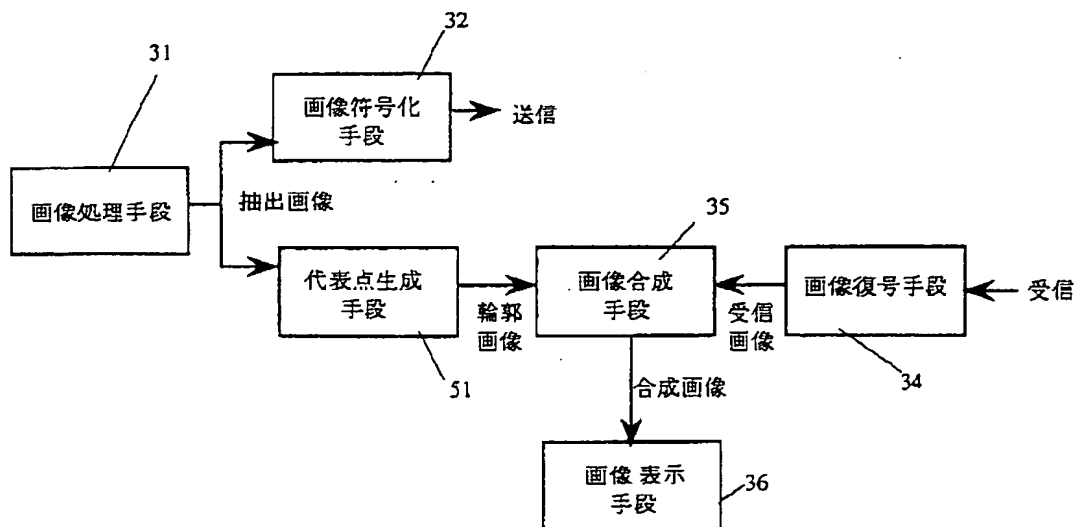 31
32
画像符号化
手段
送信
画像処理手段
抽出画像
35
代表点生成
手段
輪郭
画像
画像合成
手段
受信
画像
画像復号手段
受信
51
34
合成画像
画像 表示
手段
36